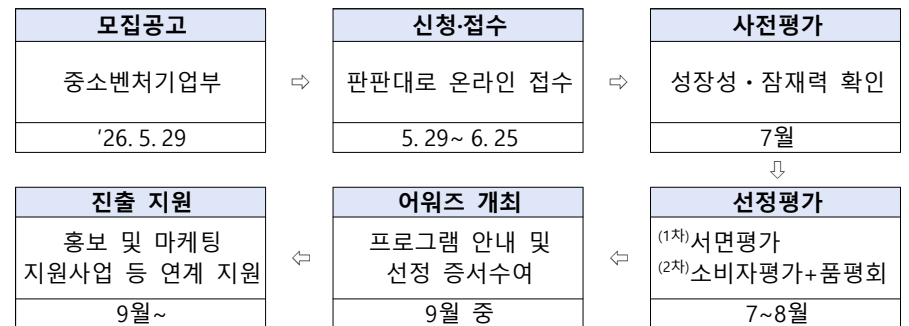 모집공고
중소벤처기업부
'26. 5. 29
⇨
신청·접수
판판대로 온라인 접수
5. 29~ 6. 25
⇨
사전평가
성장성・잠재력 확인
7월
⇩
선정평가
(1차)서면평가
(2차)소비자평가+품평회
7~8월
⇦
어워즈 개최
프로그램 안내 및
선정 증서수여
9월 중
⇦
진출 지원
홍보 및 마케팅
지원사업 등 연계 지원
9월~